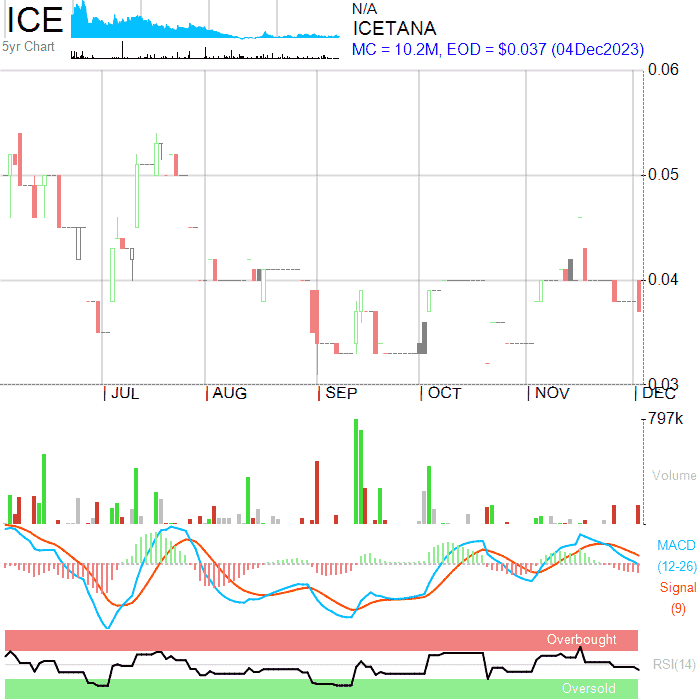 ICE
5yr Chart
N/A
ICETANA
MC = 10.2M, EOD = $0.037 (04Dec2023)
0.06
0.05
0.04
0.03
JUL AUG SEP OCT NOV DEC
797k
Volume
MACD
(12-26)
Signal
(9)
Overbought
RSI(14)
Oversold